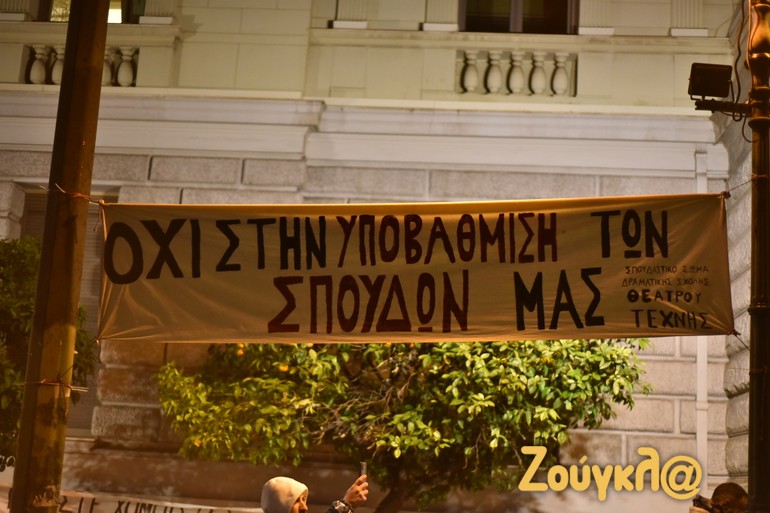 ΟΧΙ ΣΤΗΝ ΥΠΟΒΑΘΜΙΣΗ ΤΩΝ
ΣΠΟΥΔΩΝ ΜΑΣ
ΣΠΟΥΔΑΣΤΙΚΟ ΣΩΜΑ
ΔΡΑΜΑΤΙΚΗΣ ΣΧΟΛΗΣ
ΘΕΑΤΡΟΥ
ΤΕΧΝΗΣ
Ζούγκλ@